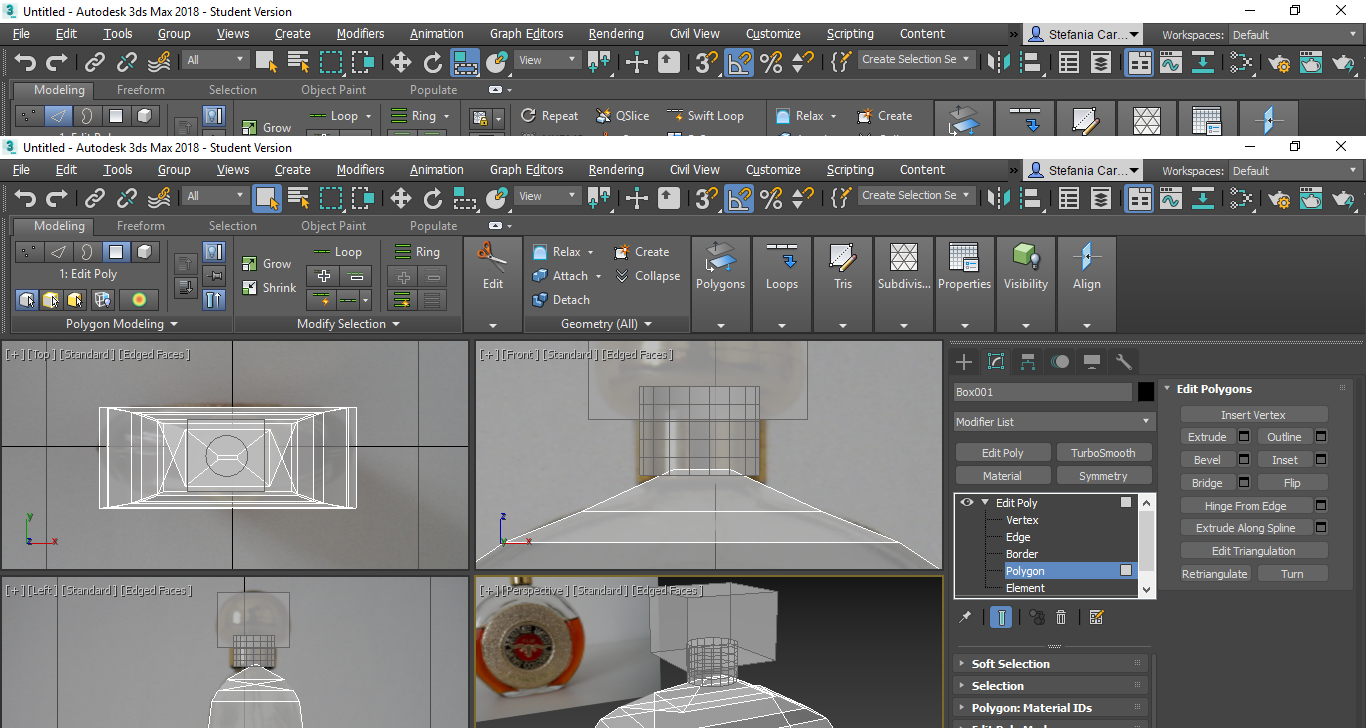 Untitled - Autodesk 3ds Max 2018 - Student Version
File Edit Tools Group Views Create Modifiers Animation Graph Editors Rendering Civil View Customize Scripting Content » Stefania Car... Workspaces: Default
All View Create Selection Se
Modeling Freeform Selection Object Paint Populate
Grow Loop Ring Repeat QSlice Swift Loop Relax Create
Untitled - Autodesk 3ds Max 2018 - Student Version
File Edit Tools Group Views Create Modifiers Animation Graph Editors Rendering Civil View Customize Scripting Content » Stefania Car... Workspaces: Default
All View Create Selection Se
Modeling Freeform Selection Object Paint Populate
Loop Ring Relax Create
1: Edit Poly Grow Attach Collapse
Shrink Edit Detach Polygons Loops Tris Subdivis... Properties Visibility Align
Polygon Modeling Modify Selection Geometry (All)
[+] [Top] [Standard] [Edged Faces] [+] [Front] [Standard] [Edged Faces]
Box001 Edit Polygons
Insert Vertex
Modifier List
Extrude Outline
Edit Poly TurboSmooth
Bevel Inset
Material Symmetry
Bridge Flip
Edit Poly
Hinge From Edge
Vertex
Extrude Along Spline
Edge
Border
Edit Triangulation
Polygon
Retriangulate Turn
Element
y x z x
[+] [Left] [Standard] [Edged Faces] [+] [Perspective] [Standard] [Edged Faces]
Soft Selection
Selection
Polygon: Material IDs